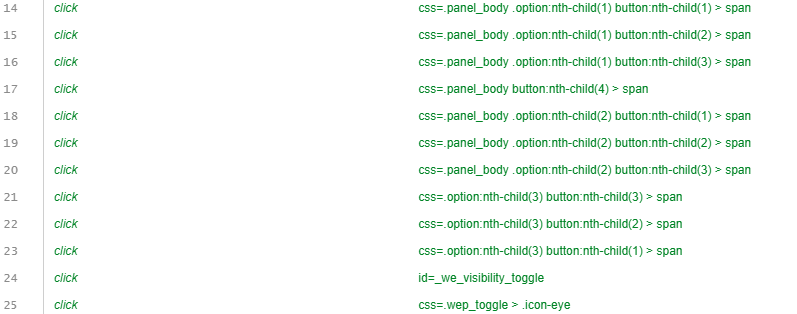 14 click css=.panel_body .option:nth-child(1) button:nth-child(1) > span
15 click css=.panel_body .option:nth-child(1) button:nth-child(2) > span
16 click css=.panel_body .option:nth-child(1) button:nth-child(3) > span
17 click css=.panel_body button:nth-child(4) > span
18 click css=.panel_body .option:nth-child(2) button:nth-child(1) > span
19 click css=.panel_body .option:nth-child(2) button:nth-child(2) > span
20 click css=.panel_body .option:nth-child(2) button:nth-child(3) > span
21 click css=.option:nth-child(3) button:nth-child(3) > span
22 click css=.option:nth-child(3) button:nth-child(2) > span
23 click css=.option:nth-child(3) button:nth-child(1) > span
24 click id=_we_visibility_toggle
25 click css=.wep_toggle > .icon-eye